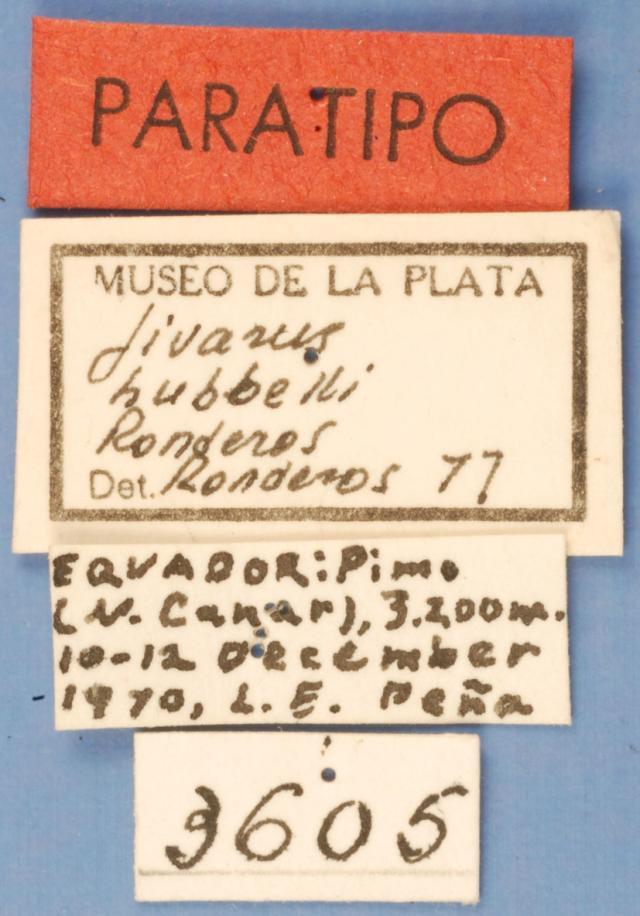 PARATIPO
MUSEO DE LA PLATA
Jivarus
hubbelli
Ronderos
Det. Ronderos 77
EQUADOR: Pimo
(N. Canar), 3.200m.
10-12 December
1970, L. E. Peña
3605